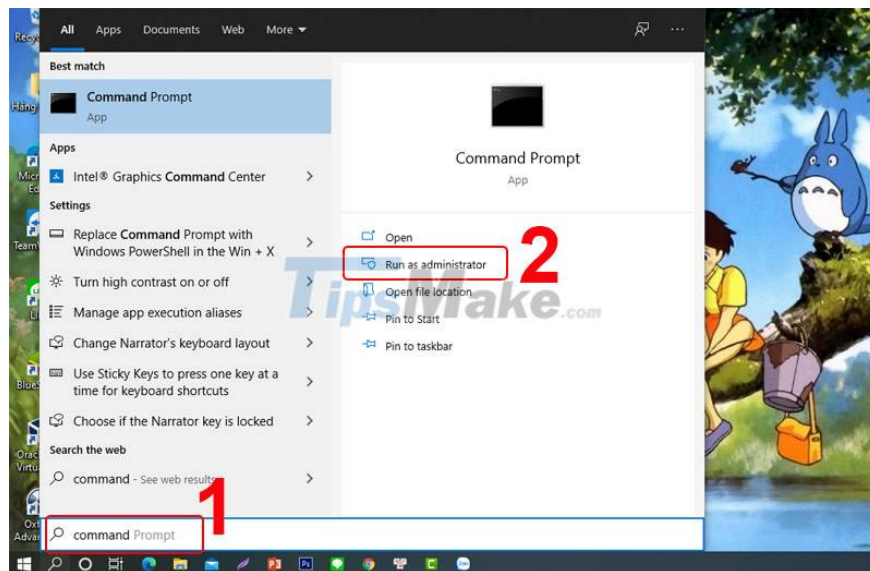 All Apps Documents Web More
Best match
Command Prompt
App
Apps
Intel® Graphics Command Center
Settings
Replace Command Prompt with
Windows PowerShell in the Win + X
Turn high contrast on or off
Manage app execution aliases
Change Narrator's keyboard layout
Use Sticky Keys to press one key at a
time for keyboard shortcuts
Choose if the Narrator key is locked
Search the web
command - See web results
1
command Prompt
Command Prompt
App
Open
Run as administrator
2
Open file location
Pin to Start
Pin to taskbar
TipsMake.com
Hằng